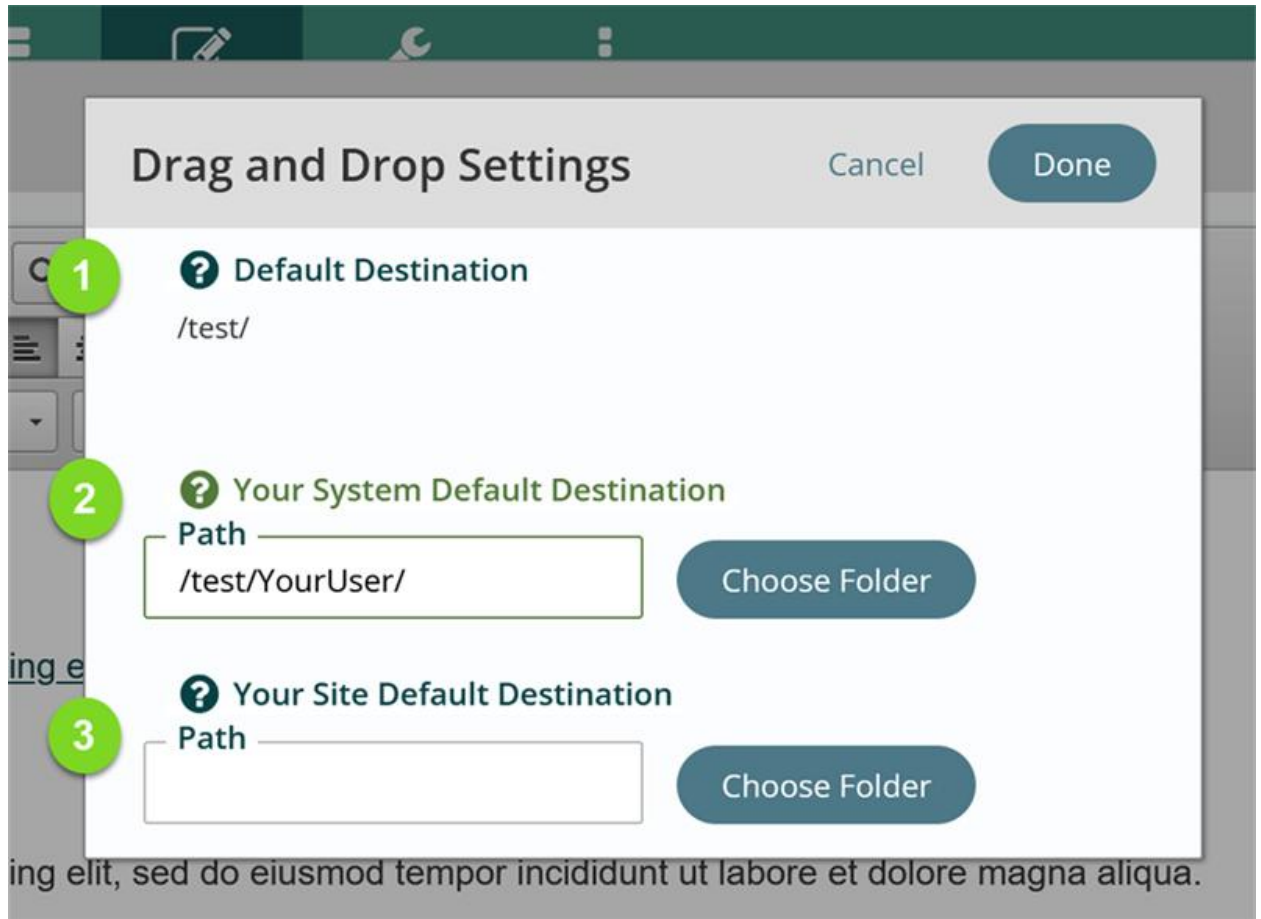 Drag and Drop Settings Cancel Done
1 Default Destination
/test/
2 Your System Default Destination
Path
/test/YourUser/ Choose Folder
ing e
Your Site Default Destination
3 Path
Choose Folder
ing elit, sed do eiusmod tempor incididunt ut labore et dolore magna aliqua.